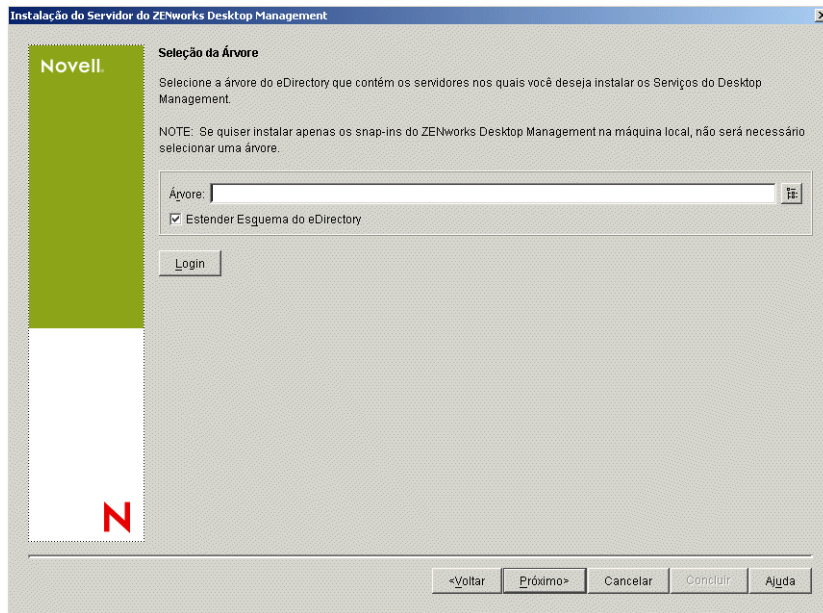 Instalação do Servidor do ZENworks Desktop Management
Novell.
Seleção da Árvore
Selecione a árvore do eDirectory que contém os servidores nos quais você deseja instalar os Serviços do Desktop
Management.
NOTE: Se quiser instalar apenas os snap-ins do ZENworks Desktop Management na máquina local, não será necessário
selecionar uma árvore.
Árvore:
Estender Esquema do eDirectory
Login
N
«Voltar Próximo» Cancelar Concluir Ajuda